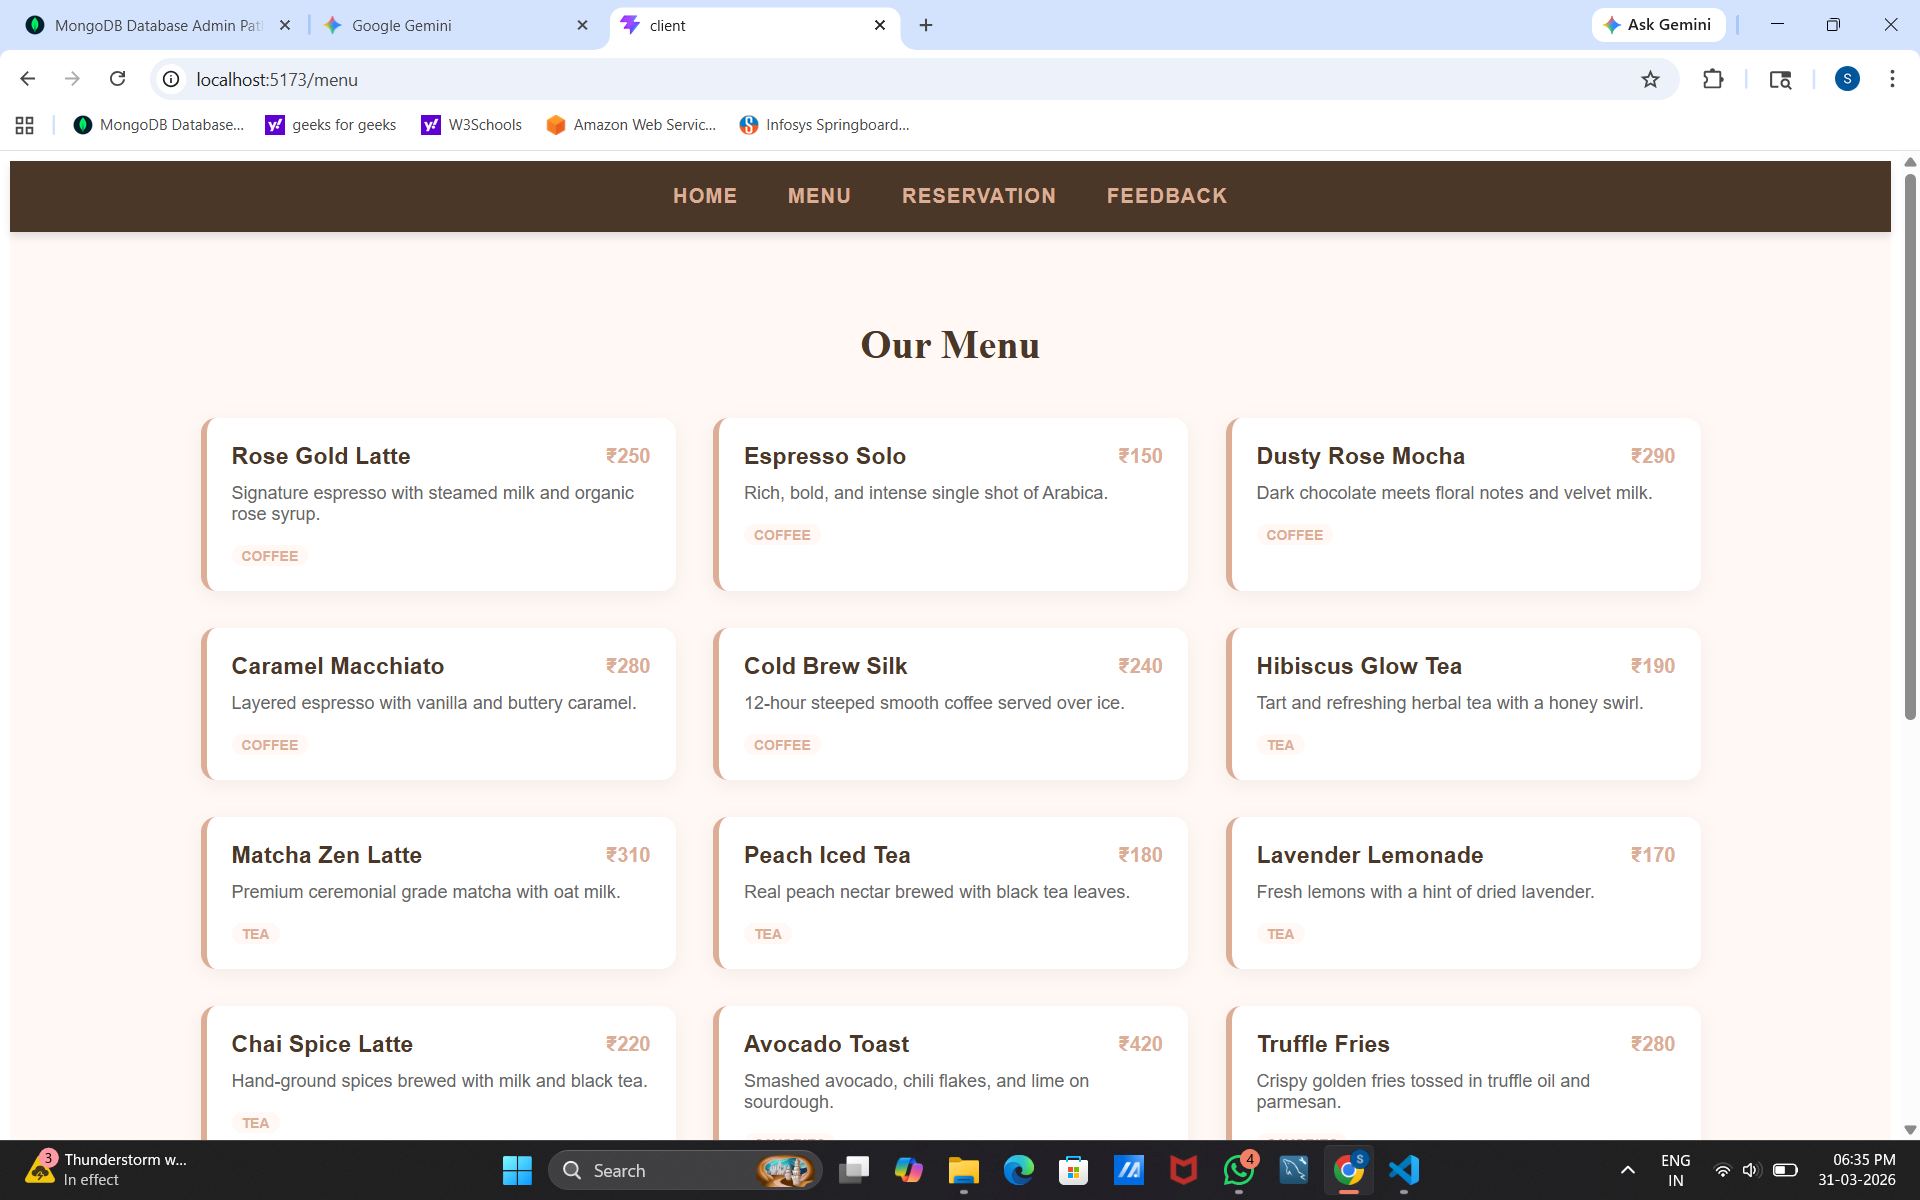 MongoDB Database Admin Pat
Google Gemini
client
Ask Gemini
localhost:5173/menu
S
MongoDB Database...
geeks for geeks
W3Schools
Amazon Web Servic...
Infosys Springboard...
HOME
MENU
RESERVATION
FEEDBACK
Our Menu
Rose Gold Latte
₹250
Signature espresso with steamed milk and organic
rose syrup.
COFFEE
Espresso Solo
₹150
Rich, bold, and intense single shot of Arabica.
COFFEE
Dusty Rose Mocha
₹290
Dark chocolate meets floral notes and velvet milk.
COFFEE
Caramel Macchiato
₹280
Layered espresso with vanilla and buttery caramel.
COFFEE
Cold Brew Silk
₹240
12-hour steeped smooth coffee served over ice.
COFFEE
Hibiscus Glow Tea
₹190
Tart and refreshing herbal tea with a honey swirl.
TEA
Matcha Zen Latte
₹310
Premium ceremonial grade matcha with oat milk.
TEA
Peach Iced Tea
₹180
Real peach nectar brewed with black tea leaves.
TEA
Lavender Lemonade
₹170
Fresh lemons with a hint of dried lavender.
TEA
Chai Spice Latte
₹220
Hand-ground spices brewed with milk and black tea.
TEA
Avocado Toast
₹420
Smashed avocado, chili flakes, and lime on
sourdough.
Truffle Fries
₹280
Crispy golden fries tossed in truffle oil and
parmesan.
3
Thunderstorm w...
In effect
Search
4
S
ENG
IN
06:35 PM
31-03-2026